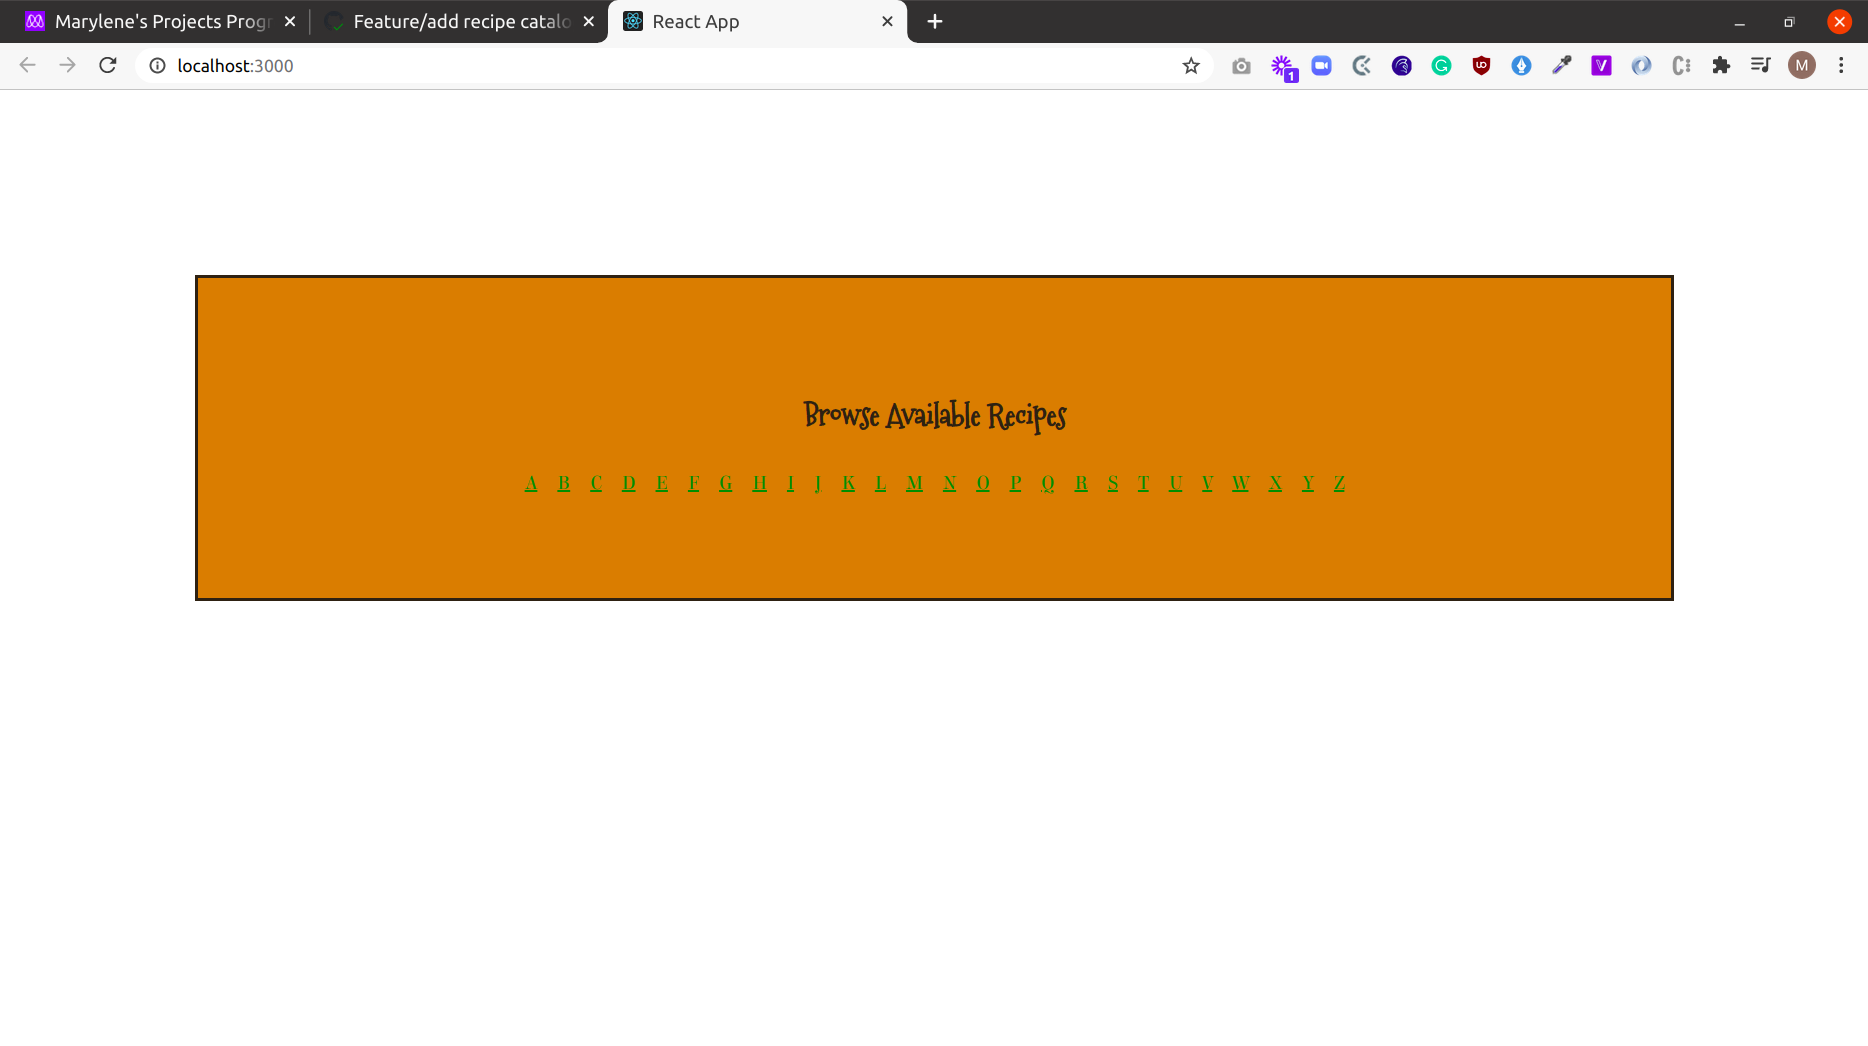 Marylene's Projects Progr
Feature/add recipe catalo
React App
localhost:3000
1
M
Browse Available Recipes
A B C D E F G H I J K L M N O P Q R S T U V W X Y Z